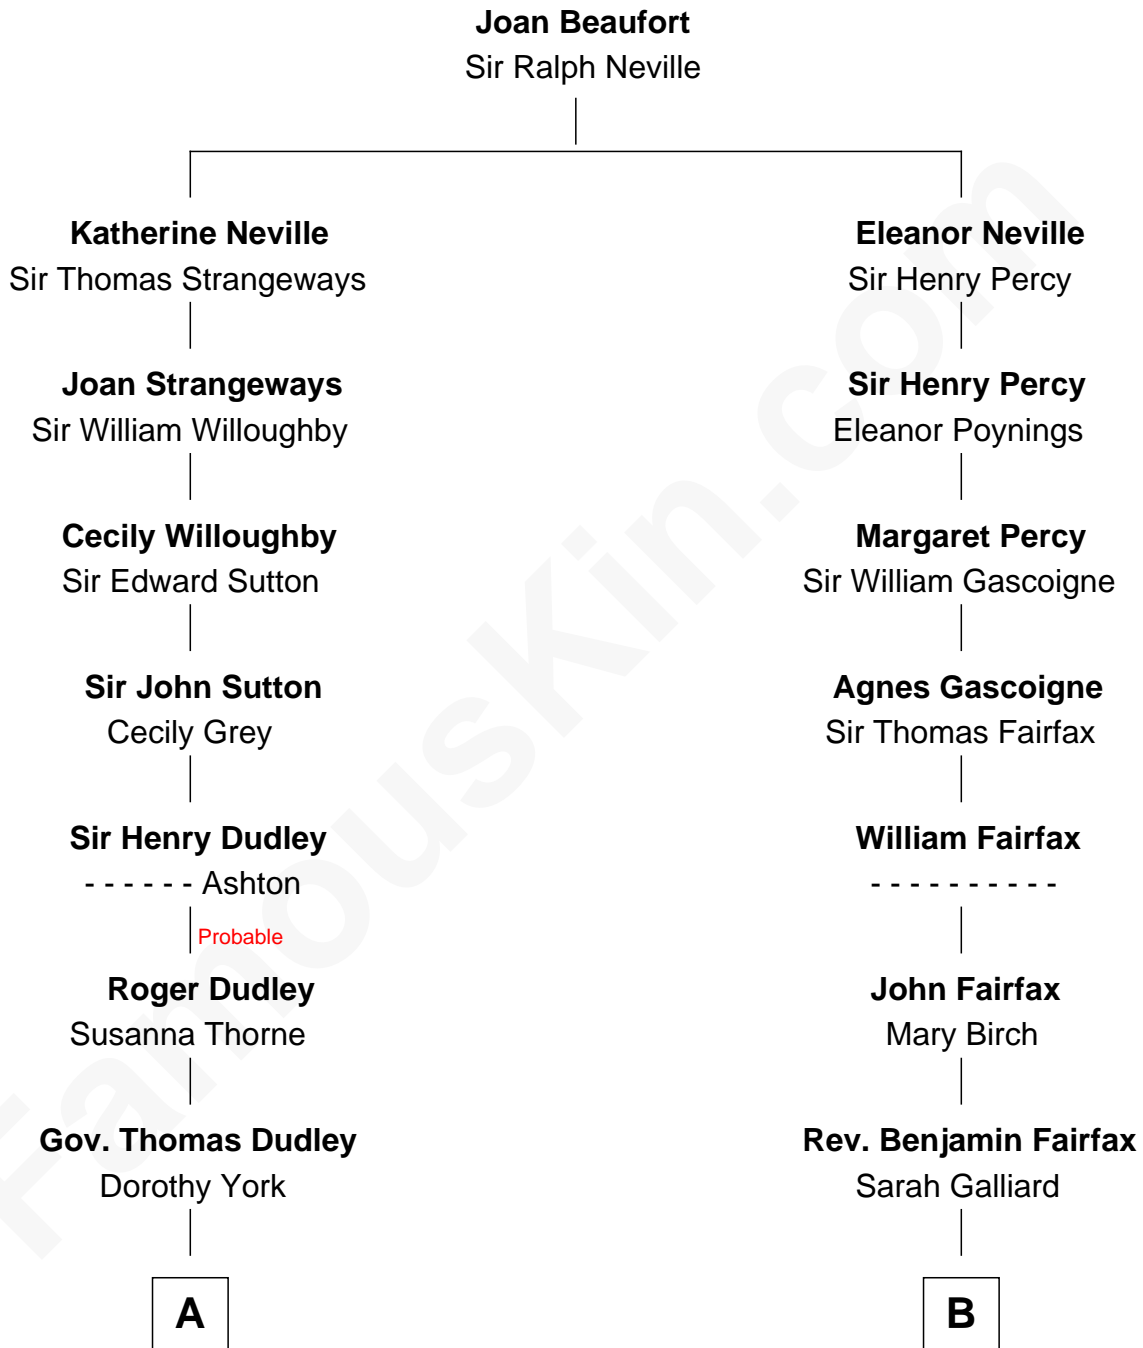 Joan Beaufort
Sir Ralph Neville
Katherine Neville
Sir Thomas Strangeways
Eleanor Neville
Sir Henry Percy
Joan Strangeways
Sir William Willoughby
Sir Henry Percy
Eleanor Poynings
Cecily Willoughby
Sir Edward Sutton
Margaret Percy
Sir William Gascoigne
Sir John Sutton
Cecily Grey
Agnes Gascoigne
Sir Thomas Fairfax
Sir Henry Dudley
- - - - - - Ashton
William Fairfax
- - - - - - - - - -
Probable
Roger Dudley
Susanna Thorne
John Fairfax
Mary Birch
Gov. Thomas Dudley
Dorothy York
Rev. Benjamin Fairfax
Sarah Galliard
A
B
FamousKin.com